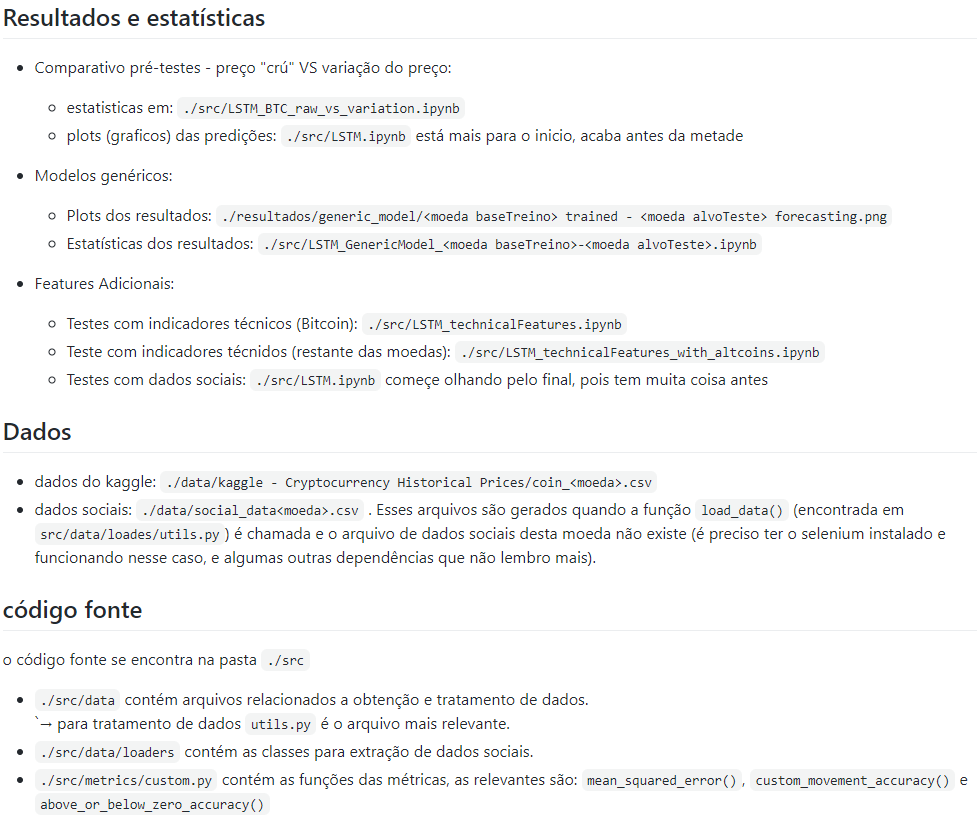 Resultados e estatísticas
Comparativo pré-testes - preço "crú" VS variação do preço:
estatisticas em: ./src/LSTM_BTC_raw_vs_variation.ipynb
plots (graficos) das predições: ./src/LSTM.ipynb está mais para o inicio, acaba antes da metade
Modelos genéricos:
Plots dos resultados: ./resultados/generic_model/<moeda baseTreino> trained - <moeda alvoTeste> forecasting.png
Estatísticas dos resultados: ./src/LSTM_GenericModel_<moeda baseTreino>-<moeda alvoTeste>.ipynb
Features Adicionais:
Testes com indicadores técnicos (Bitcoin): ./src/LSTM_technicalFeatures.ipynb
Teste com indicadores técnidos (restante das moedas): ./src/LSTM_technicalFeatures_with_altcoins.ipynb
Testes com dados sociais: ./src/LSTM.ipynb começe olhando pelo final, pois tem muita coisa antes
Dados
dados do kaggle: ./data/kaggle - Cryptocurrency Historical Prices/coin_<moeda>.csv
dados sociais: ./data/social_data<moeda>.csv . Esses arquivos são gerados quando a função load_data() (encontrada em
src/data/loades/utils.py ) é chamada e o arquivo de dados sociais desta moeda não existe (é preciso ter o selenium instalado e
funcionando nesse caso, e algumas outras dependências que não lembro mais).
código fonte
o código fonte se encontra na pasta ./src
./src/data contém arquivos relacionados a obtenção e tratamento de dados.
`→ para tratamento de dados utils.py é o arquivo mais relevante.
./src/data/loaders contém as classes para extração de dados sociais.
./src/metrics/custom.py contém as funções das métricas, as relevantes são: mean_squared_error() , custom_movement_accuracy() e
above_or_below_zero_accuracy()